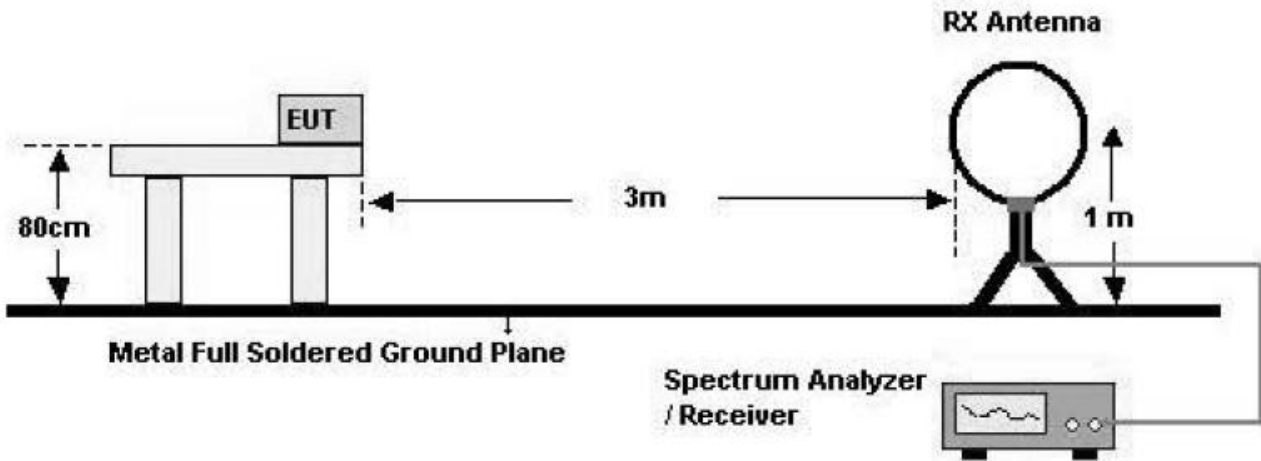 RX Antenna
EUT
80cm
3m
1 m
Metal Full Soldered Ground Plane
Spectrum Analyzer
/ Receiver